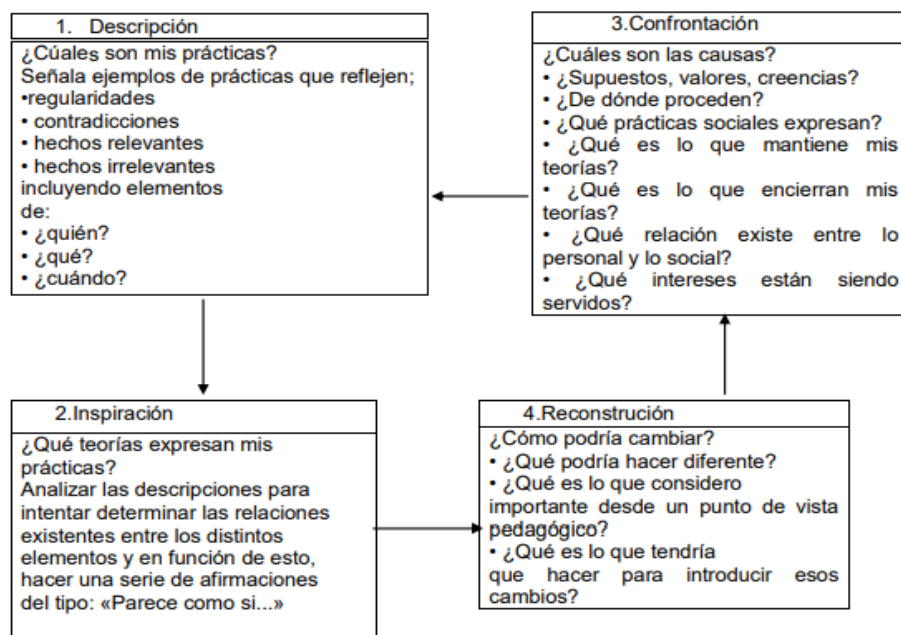 1. Descripción
¿Cúales son mis prácticas?
Señala ejemplos de prácticas que reflejen;
•regularidades
• contradicciones
• hechos relevantes
• hechos irrelevantes
incluyendo elementos
de:
• ¿quién?
• ¿qué?
• ¿cuándo?
2.Inspiración
¿Qué teorías expresan mis
prácticas?
Analizar las descripciones para
intentar determinar las relaciones
existentes entre los distintos
elementos y en función de esto,
hacer una serie de afirmaciones
del tipo: «Parece como si...»
3.Confrontación
¿Cuáles son las causas?
• ¿Supuestos, valores, creencias?
• ¿De dónde proceden?
• ¿Qué prácticas sociales expresan?
• ¿Qué es lo que mantiene mis
teorías?
• ¿Qué es lo que encierran mis
teorías?
• ¿Qué relación existe entre lo
personal y lo social?
• ¿Qué intereses están siendo
servidos?
4.Reconstrución
¿Cómo podría cambiar?
• ¿Qué podría hacer diferente?
• ¿Qué es lo que considero
importante desde un punto de vista
pedagógico?
• ¿Qué es lo que tendría
que hacer para introducir esos
cambios?